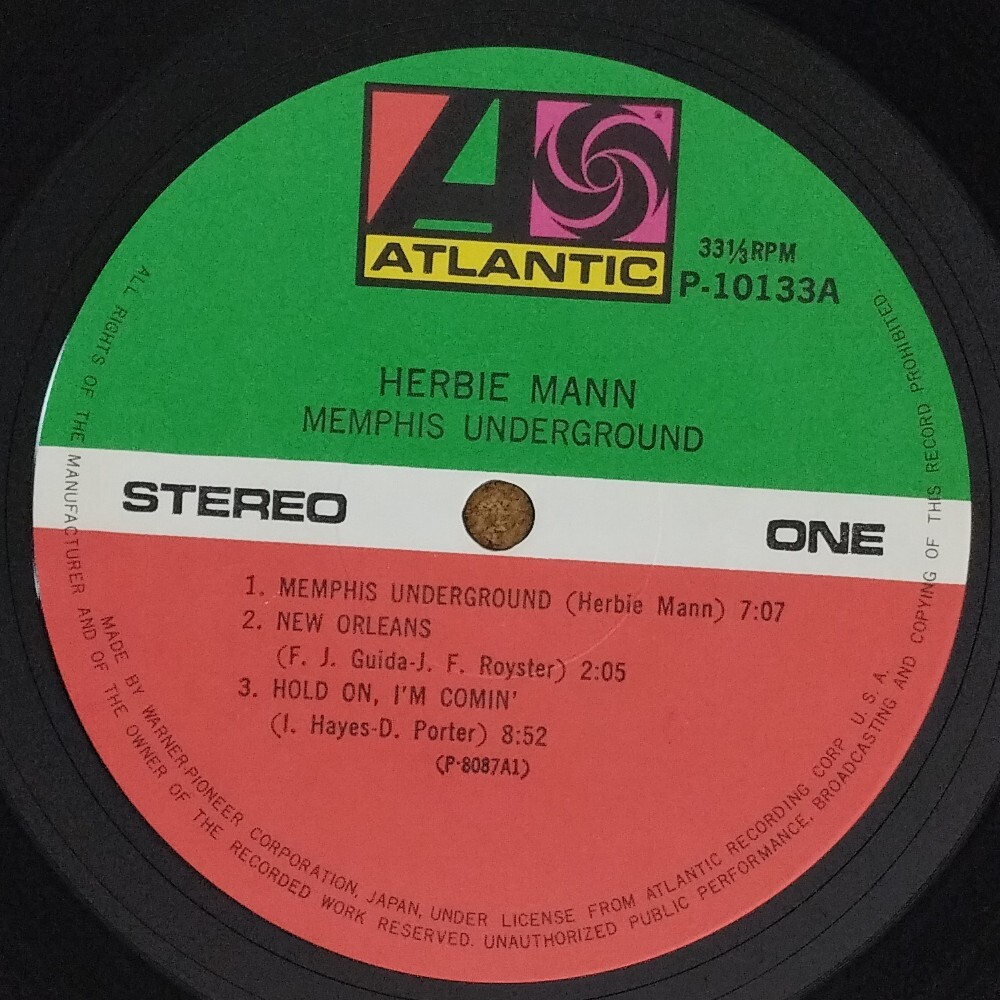 ATLANTIC
33⅓RPM
P-10133A
HERBIE MANN
MEMPHIS UNDERGROUND
STEREO
ONE
1. MEMPHIS UNDERGROUND (Herbie Mann) 7:07
2. NEW ORLEANS
(F. J. Guida-J. F. Royster) 2:05
3. HOLD ON, I'M COMIN'
(I. Hayes-D. Porter) 8:52
(P-8087A1)
MADE BY WARNER-PIONEER CORPORATION, JAPAN, UNDER LICENSE FROM ATLANTIC RECORDING CORP. U. S. A.
ALL RIGHTS OF THE MANUFACTURER AND OF THE OWNER OF THE RECORDED WORK RESERVED. UNAUTHORIZED PUBLIC PERFORMANCE, BROADCASTING AND COPYING OF THIS RECORD PROHIBITED.